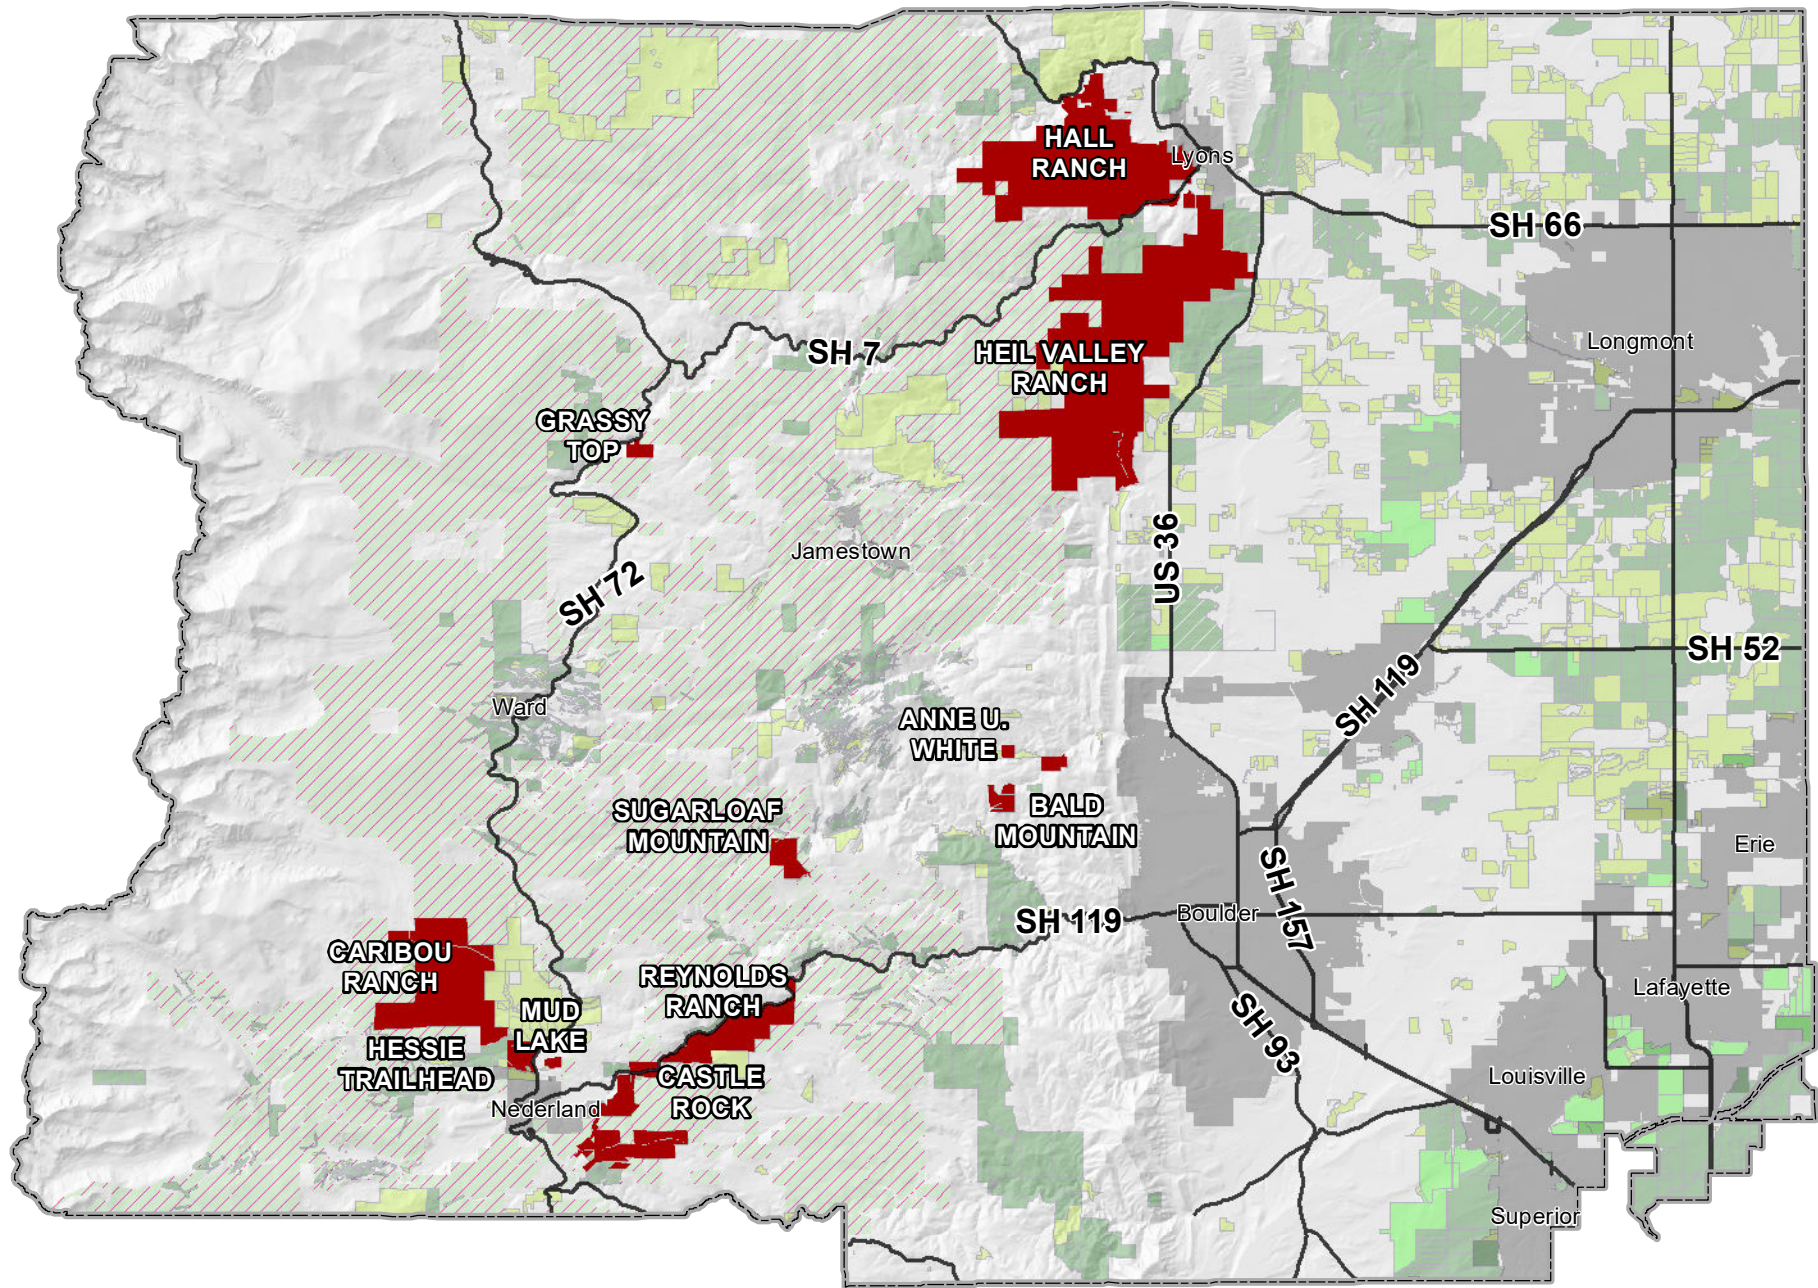 HALL
RANCH
Lyons
SH 66
HEIL VALLEY
RANCH
SH 7
Longmont
GRASSY
TOP
US 36
Jamestown
SH 72
SH 52
SH 119
Ward
ANNE U.
WHITE
SUGARLOAF
MOUNTAIN
BALD
MOUNTAIN
Erie
SH 157
Boulder
SH 119
CARIBOU
RANCH
REYNOLDS
RANCH
Lafayette
MUD
LAKE
SH 93
HESSIE
TRAILHEAD
CASTLE
ROCK
Louisville
Nederland
Superior